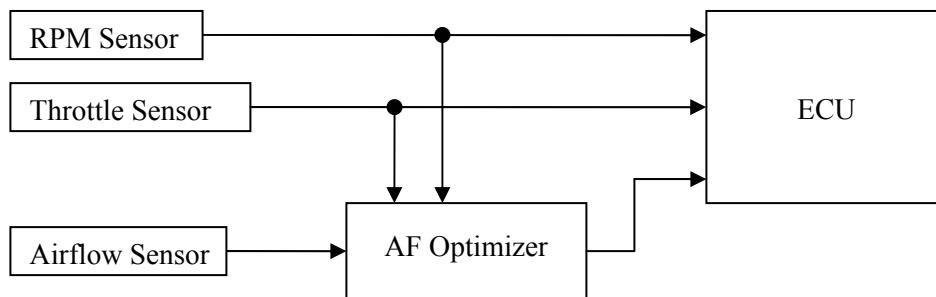 RPM Sensor
Throttle Sensor
ECU
Airflow Sensor
AF Optimizer